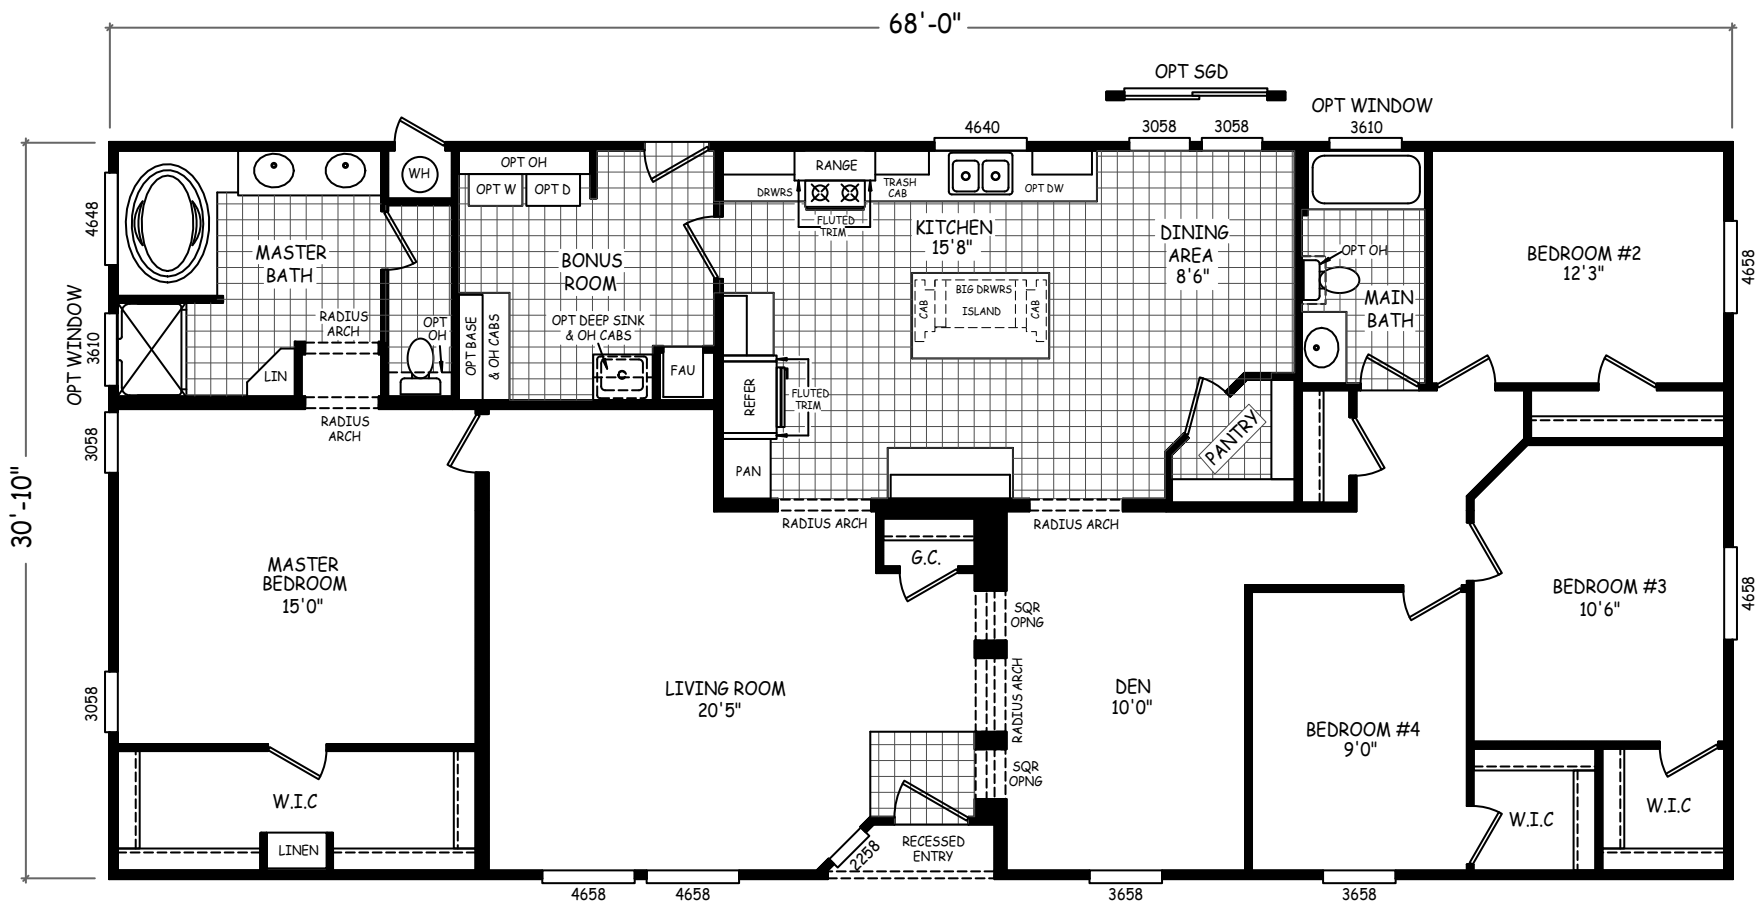 68'-0"
OPT SGD
OPT WINDOW
4640
3058
3058
3610
WH
OPT OH
OPT W
OPT D
RANGE
DRWRS
TRASH
CAB
OPT DW
FLUTED
TRIM
KITCHEN
15'8"
DINING
AREA
8'6"
OPT OH
BEDROOM #2
12'3"
4648
4658
MASTER
BATH
BONUS
ROOM
BIG DRWRS
ISLAND
CAB
CAB
MAIN
BATH
OPT WINDOW
3610
RADIUS
ARCH
OPT
OH
OPT BASE
& OH CABS
OPT DEEP SINK
& OH CABS
LIN
FAU
REFER
FLUTED
TRIM
PANTRY
3058
RADIUS
ARCH
PAN
30'-10"
RADIUS ARCH
RADIUS ARCH
G.C.
MASTER
BEDROOM
15'0"
SQR
OPNG
BEDROOM #3
10'6"
4658
3058
LIVING ROOM
20'5"
RADIUS ARCH
DEN
10'0"
BEDROOM #4
9'0"
SQR
OPNG
W.I.C
W.I.C
W.I.C
LINEN
2258
RECESSED
ENTRY
4658
4658
3658
3658